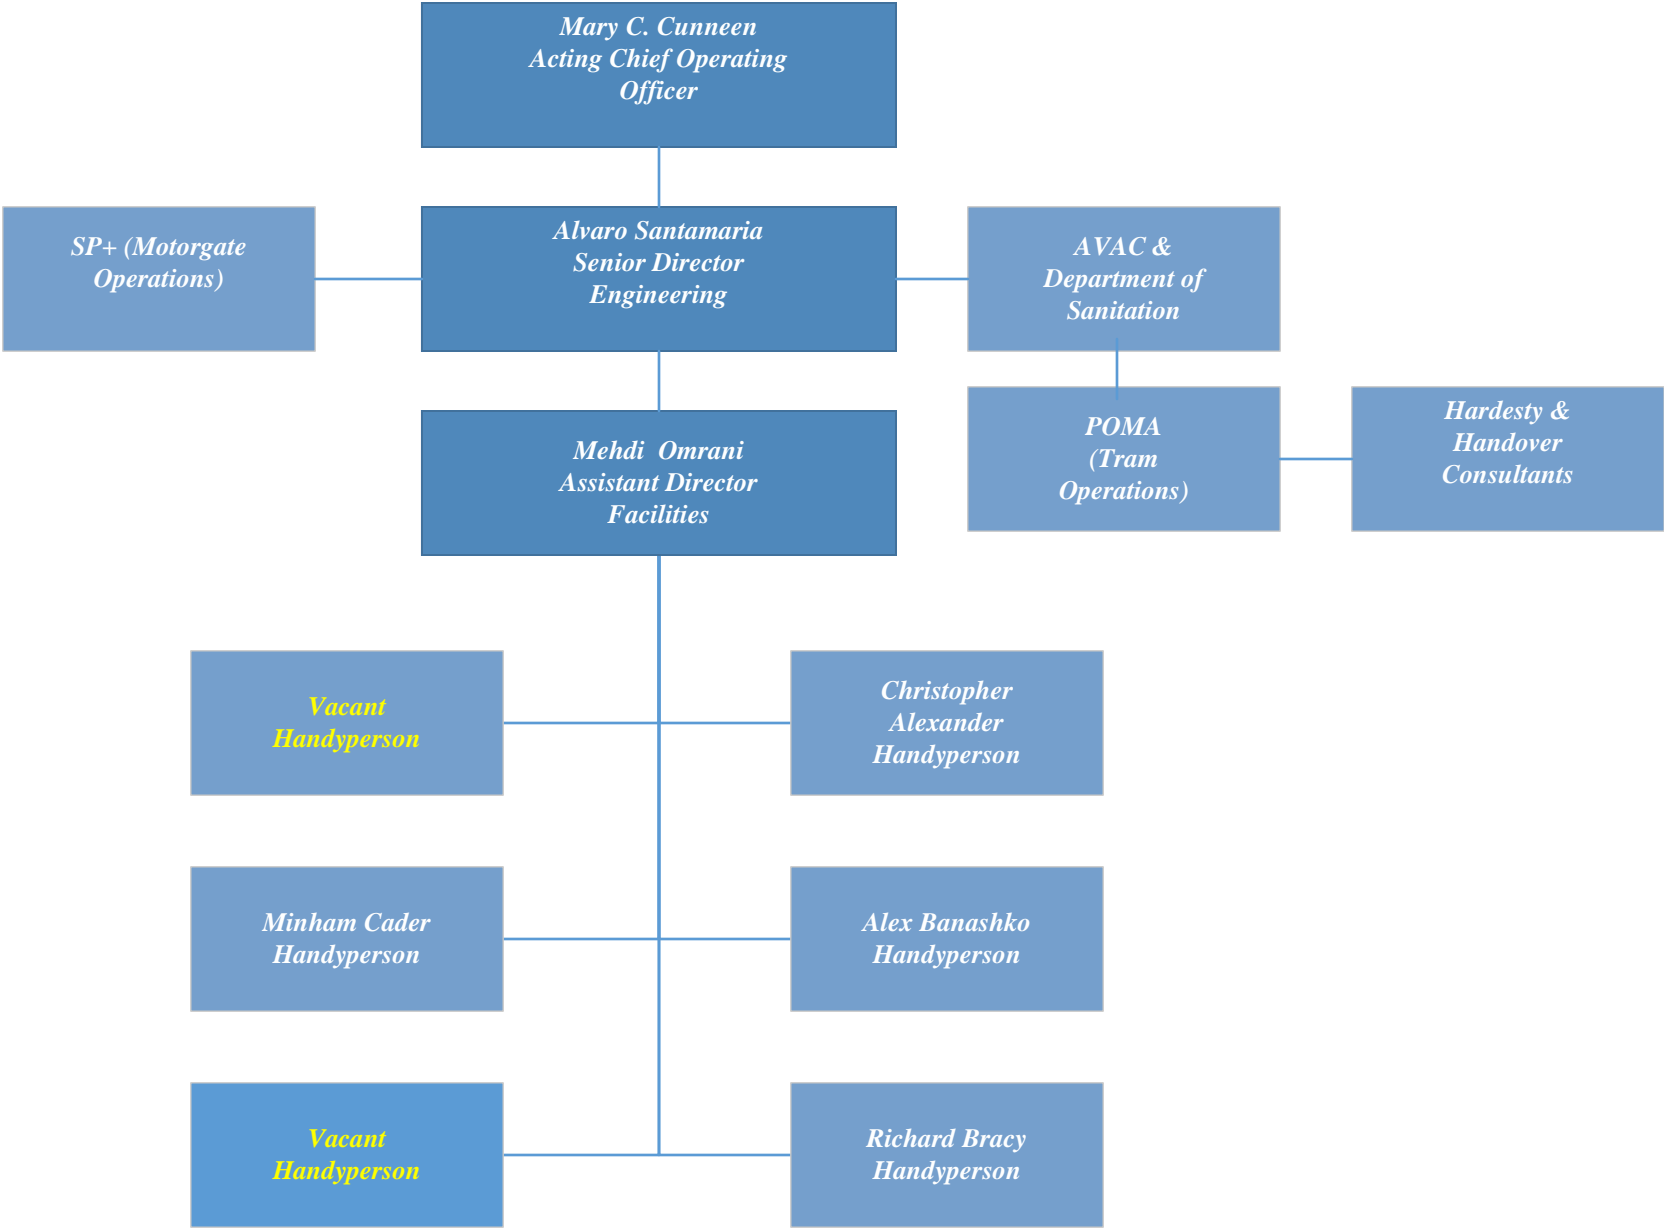 Mary C. Cunneen
Acting Chief Operating
Officer
SP+ (Motorgate
Operations)
Alvaro Santamaria
Senior Director
Engineering
AVAC &
Department of
Sanitation
Mehdi Omrani
Assistant Director
Facilities
POMA
(Tram
Operations)
Hardesty &
Handover
Consultants
Vacant
Handyperson
Christopher
Alexander
Handyperson
Minham Cader
Handyperson
Alex Banashko
Handyperson
Vacant
Handyperson
Richard Bracy
Handyperson